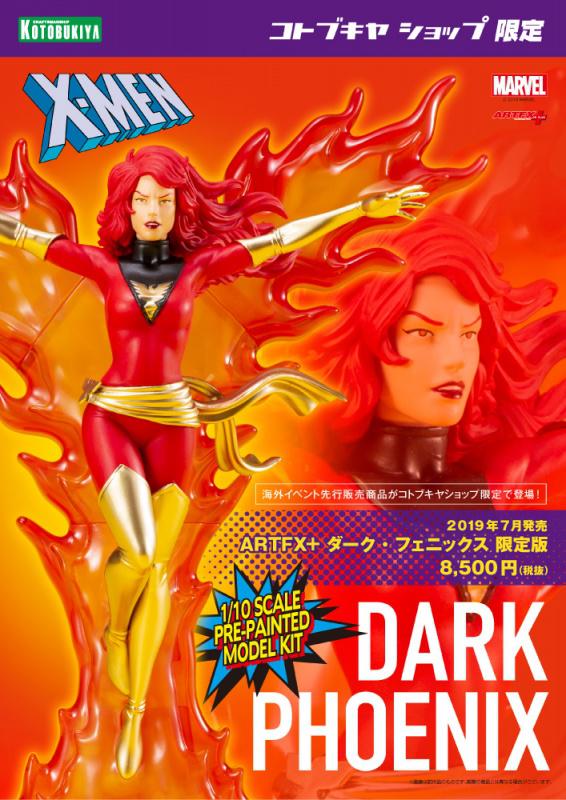 CRAFTSMANSHIP
KOTOBUKIYA
コトブキヤ ショップ 限定
X-MEN
MARVEL
© 2019 MARVEL
ARTFX+
海外イベント先行販売商品がコトブキヤショップ限定で登場!
2019年7月発売
ARTFX+ ダーク・フェニックス 限定版
8,500円(税抜)
1/10 SCALE
PRE-PAINTED
MODEL KIT
DARK
PHOENIX